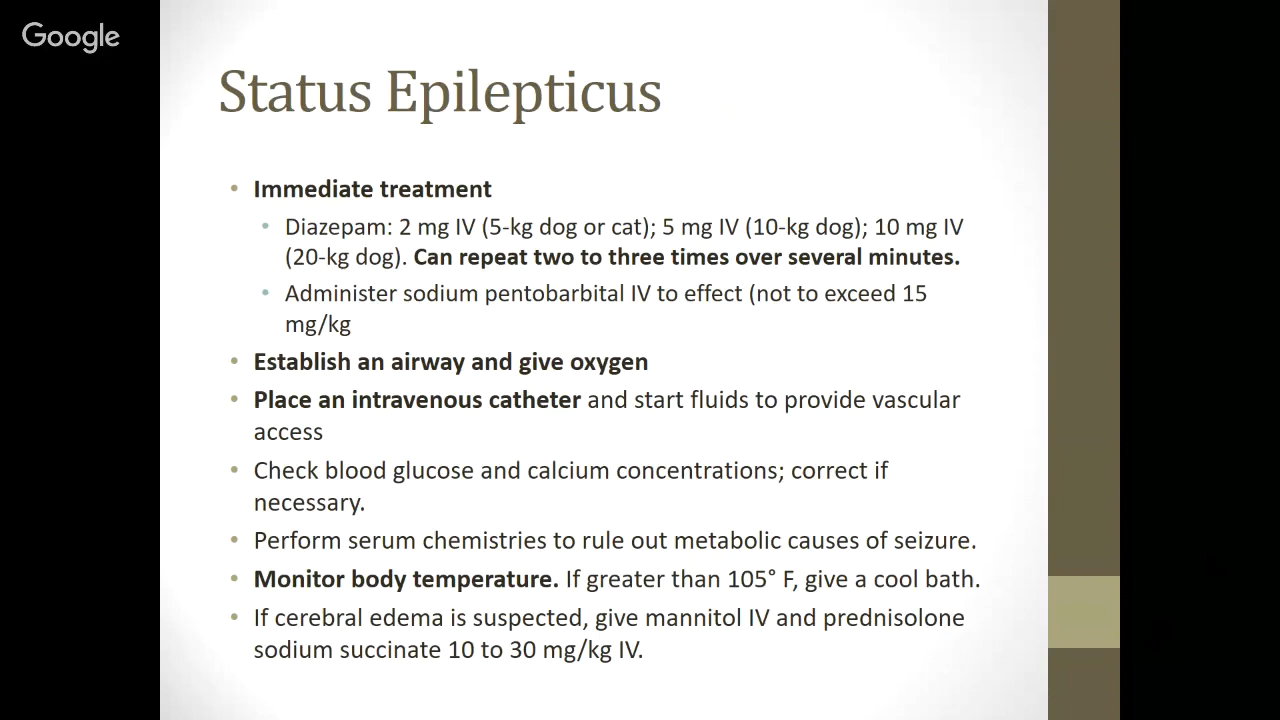 Google
Status Epilepticus
• Immediate treatment
• Diazepam: 2 mg IV (5-kg dog or cat); 5 mg IV (10-kg dog); 10 mg IV
(20-kg dog). Can repeat two to three times over several minutes.
• Administer sodium pentobarbital IV to effect (not to exceed 15
mg/kg
• Establish an airway and give oxygen
• Place an intravenous catheter and start fluids to provide vascular
access
• Check blood glucose and calcium concentrations; correct if
necessary.
• Perform serum chemistries to rule out metabolic causes of seizure.
• Monitor body temperature. If greater than 105° F, give a cool bath.
• If cerebral edema is suspected, give mannitol IV and prednisolone
sodium succinate 10 to 30 mg/kg IV.